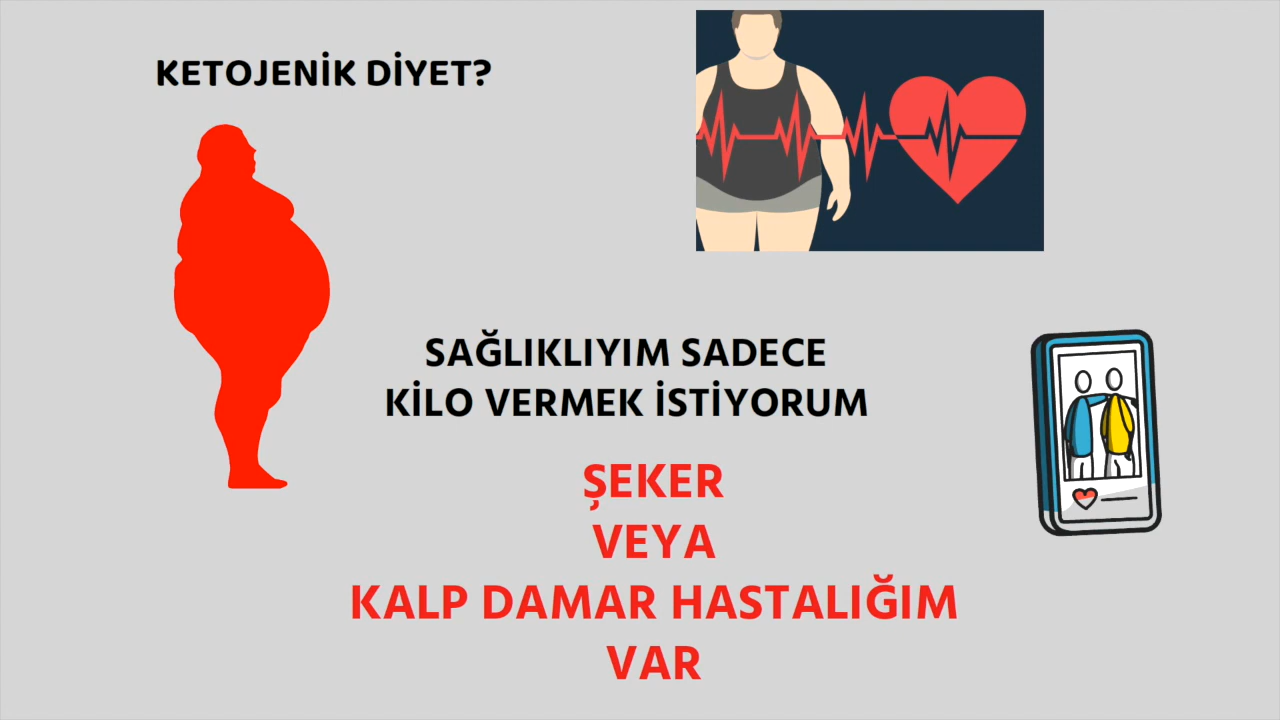 KETOJENİK DİYET?
SAĞLIKLIYIM SADECE
KİLO VERMEK İSTİYORUM
ŞEKER
VEYA
KALP DAMAR HASTALIĞIM
VAR